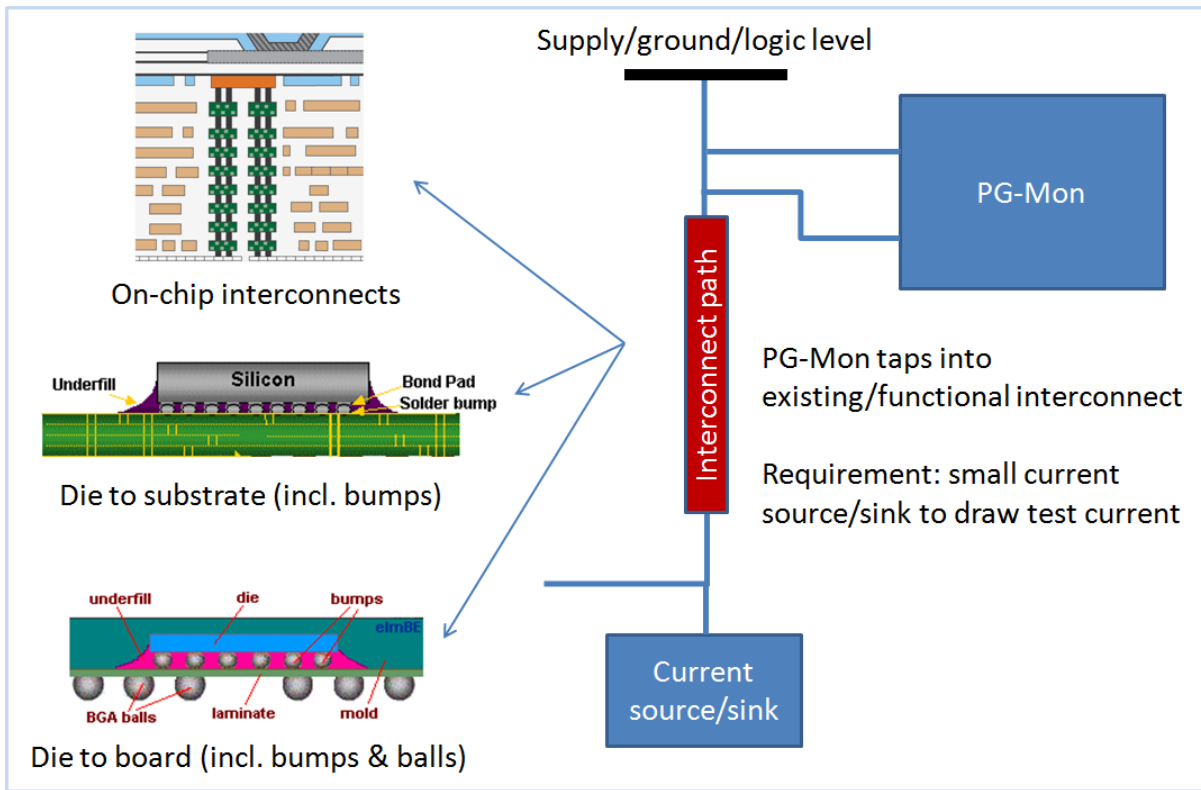 Supply/ground/logic level
PG-Mon
Interconnect path
PG-Mon taps into
existing/functional interconnect
Requirement: small current
source/sink to draw test current
Current
source/sink
On-chip interconnects
Underfill
Silicon
Bond Pad
Solder bump
Die to substrate (incl. bumps)
underfill
die
bumps
elmBE
BGA balls
laminate
mold
Die to board (incl. bumps & balls)